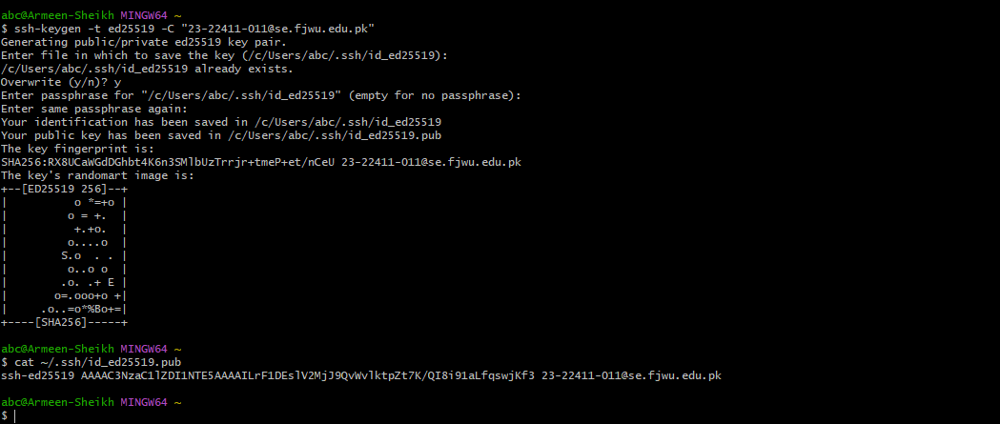 abc@Armeen-Sheikh MINGW64 ~
$ ssh-keygen -t ed25519 -C "23-22411-011@se.fjwu.edu.pk"
Generating public/private ed25519 key pair.
Enter file in which to save the key (/c/Users/abc/.ssh/id_ed25519):
/c/Users/abc/.ssh/id_ed25519 already exists.
Overwrite (y/n)? y
Enter passphrase for "/c/Users/abc/.ssh/id_ed25519" (empty for no passphrase):
Enter same passphrase again:
Your identification has been saved in /c/Users/abc/.ssh/id_ed25519
Your public key has been saved in /c/Users/abc/.ssh/id_ed25519.pub
The key fingerprint is:
SHA256:RX8UCaWGdDGhbt4K6n3SMlbUzTrrjr+tmeP+et/nCeU 23-22411-011@se.fjwu.edu.pk
The key's randomart image is:
+--[ED25519 256]--+
|          o *=+o |
|         o = +.  |
|          +.+o.  |
|         o....o  |
|        S.o  . . |
|         o..o o  |
|        .o. .+ E |
|       o=.ooo+o +|
|     .o..=o*%Bo+=|
+----[SHA256]-----+
abc@Armeen-Sheikh MINGW64 ~
$ cat ~/.ssh/id_ed25519.pub
ssh-ed25519 AAAAC3NzaC1lZDI1NTE5AAAAILrF1DEslV2MjJ9QvWvlktpZt7K/QI8i91aLfqswjKf3 23-22411-011@se.fjwu.edu.pk
abc@Armeen-Sheikh MINGW64 ~
$